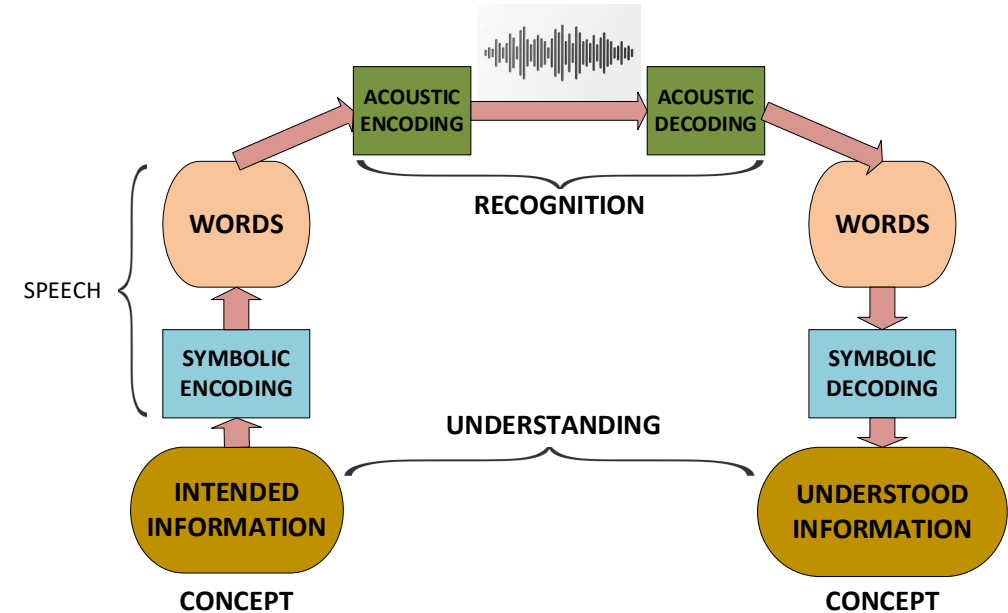 ACOUSTIC
ENCODING
ACOUSTIC
DECODING
RECOGNITION
WORDS
WORDS
SPEECH
SYMBOLIC
ENCODING
SYMBOLIC
DECODING
UNDERSTANDING
INTENDED
INFORMATION
UNDERSTOOD
INFORMATION
CONCEPT
CONCEPT